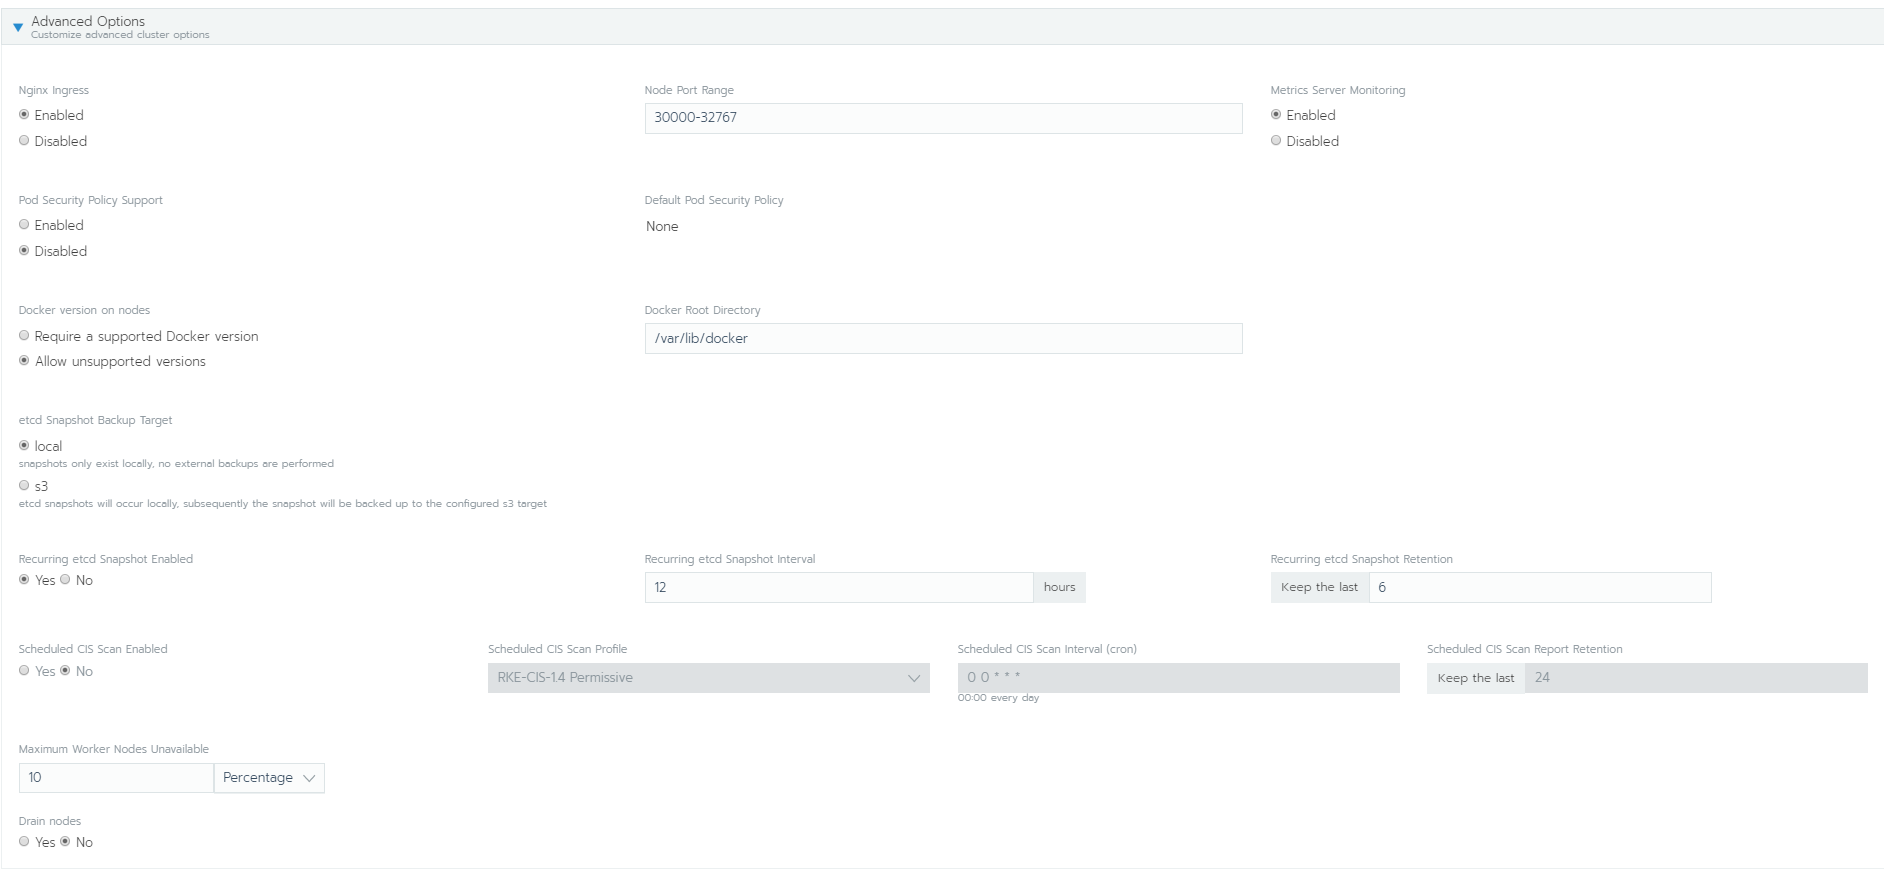 Advanced Options
Customize advanced cluster options
Nginx Ingress
Enabled
Disabled
Node Port Range
30000-32767
Metrics Server Monitoring
Enabled
Disabled
Pod Security Policy Support
Enabled
Disabled
Default Pod Security Policy
None
Docker version on nodes
Require a supported Docker version
Allow unsupported versions
Docker Root Directory
/var/lib/docker
etcd Snapshot Backup Target
local
snapshots only exist locally, no external backups are performed
s3
etcd snapshots will occur locally, subsequently the snapshot will be backed up to the configured s3 target
Recurring etcd Snapshot Enabled
Yes No
Recurring etcd Snapshot Interval
12 hours
Recurring etcd Snapshot Retention
Keep the last 6
Scheduled CIS Scan Enabled
Yes No
Scheduled CIS Scan Profile
RKE-CIS-1.4 Permissive
Scheduled CIS Scan Interval (cron)
0 0 * * *
00:00 every day
Scheduled CIS Scan Report Retention
Keep the last 24
Maximum Worker Nodes Unavailable
10 Percentage
Drain nodes
Yes No